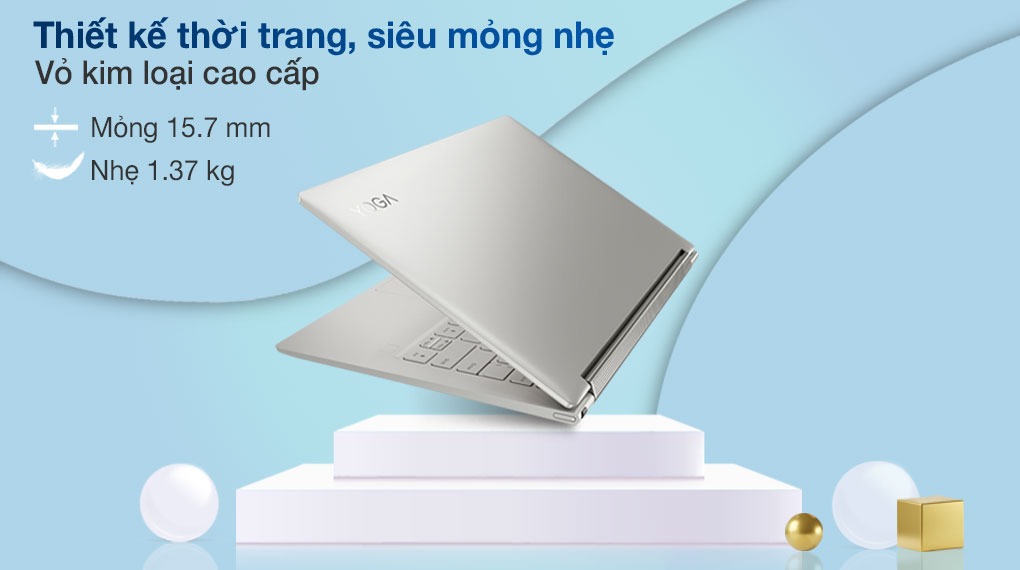 Thiết kế thời trang, siêu mỏng nhẹ
Vỏ kim loại cao cấp
Mỏng 15.7 mm
Nhẹ 1.37 kg
YOGA